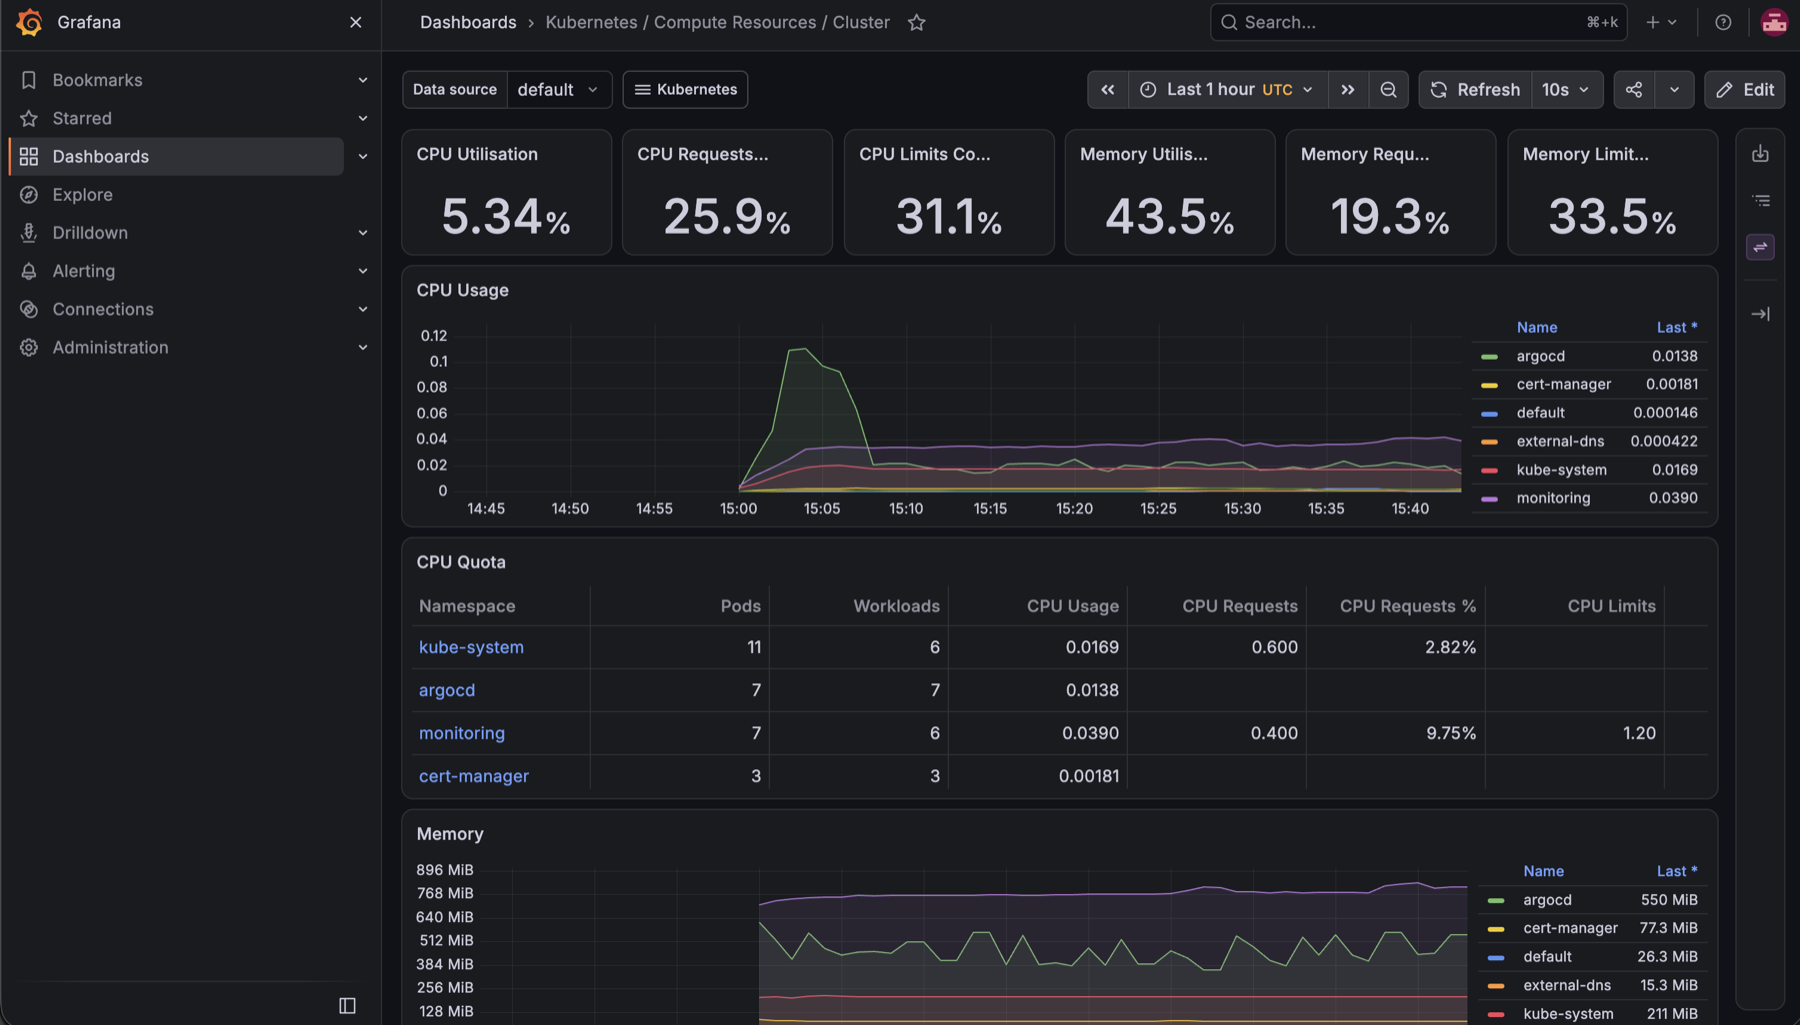 Grafana
Bookmarks
Starred
Dashboards
Explore
Drilldown
Alerting
Connections
Administration
Dashboards › Kubernetes / Compute Resources / Cluster
Search... ⌘+k
Data source default
Kubernetes
Last 1 hour UTC
Refresh 10s
Edit
CPU Utilisation
5.34%
CPU Requests...
25.9%
CPU Limits Co...
31.1%
Memory Utilis...
43.5%
Memory Requ...
19.3%
Memory Limit...
33.5%
CPU Usage
0.12
0.1
0.08
0.06
0.04
0.02
0
14:45 14:50 14:55 15:00 15:05 15:10 15:15 15:20 15:25 15:30 15:35 15:40
Name Last *
argocd 0.0138
cert-manager 0.00181
default 0.000146
external-dns 0.000422
kube-system 0.0169
monitoring 0.0390
CPU Quota
Namespace Pods Workloads CPU Usage CPU Requests CPU Requests % CPU Limits
kube-system 11 6 0.0169 0.600 2.82%
argocd 7 7 0.0138
monitoring 7 6 0.0390 0.400 9.75% 1.20
cert-manager 3 3 0.00181
Memory
896 MiB
768 MiB
640 MiB
512 MiB
384 MiB
256 MiB
128 MiB
Name Last *
argocd 550 MiB
cert-manager 77.3 MiB
default 26.3 MiB
external-dns 15.3 MiB
kube-system 211 MiB